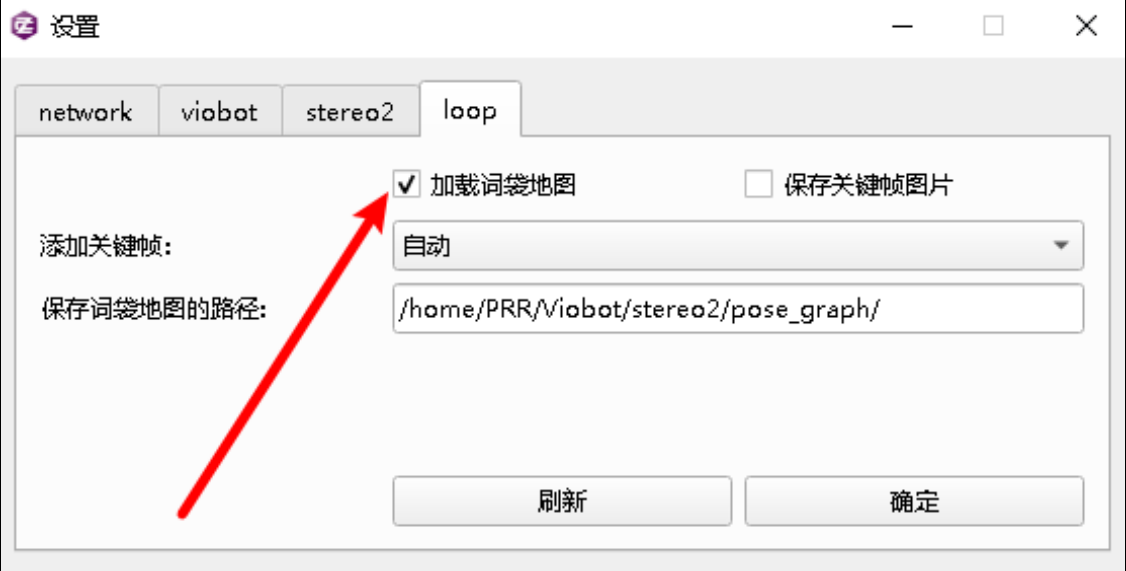 设置
network viobot stereo2 loop
加载词袋地图 保存关键帧图片
添加关键帧: 自动
保存词袋地图的路径: /home/PRR/Viobot/stereo2/pose_graph/
刷新 确定